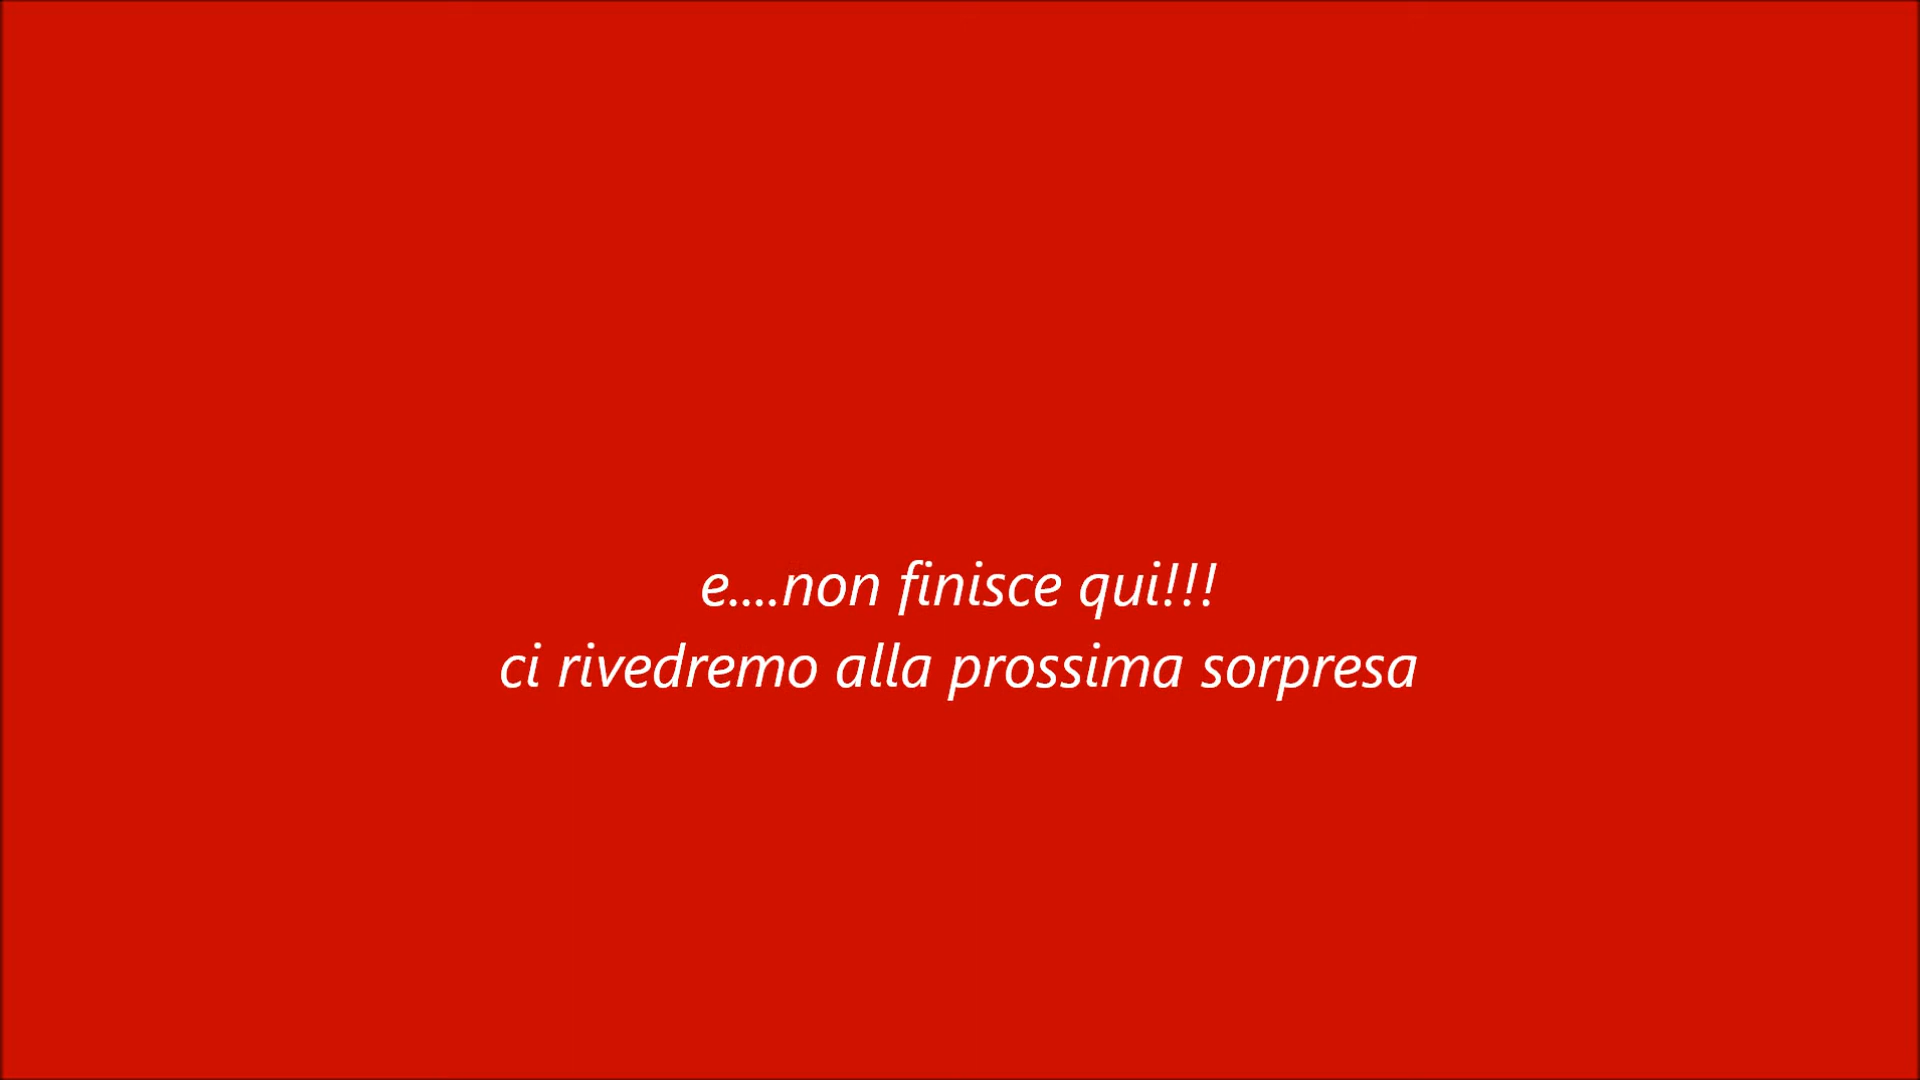 e....non finisce qui!!!
ci rivedremo alla prossima sorpresa